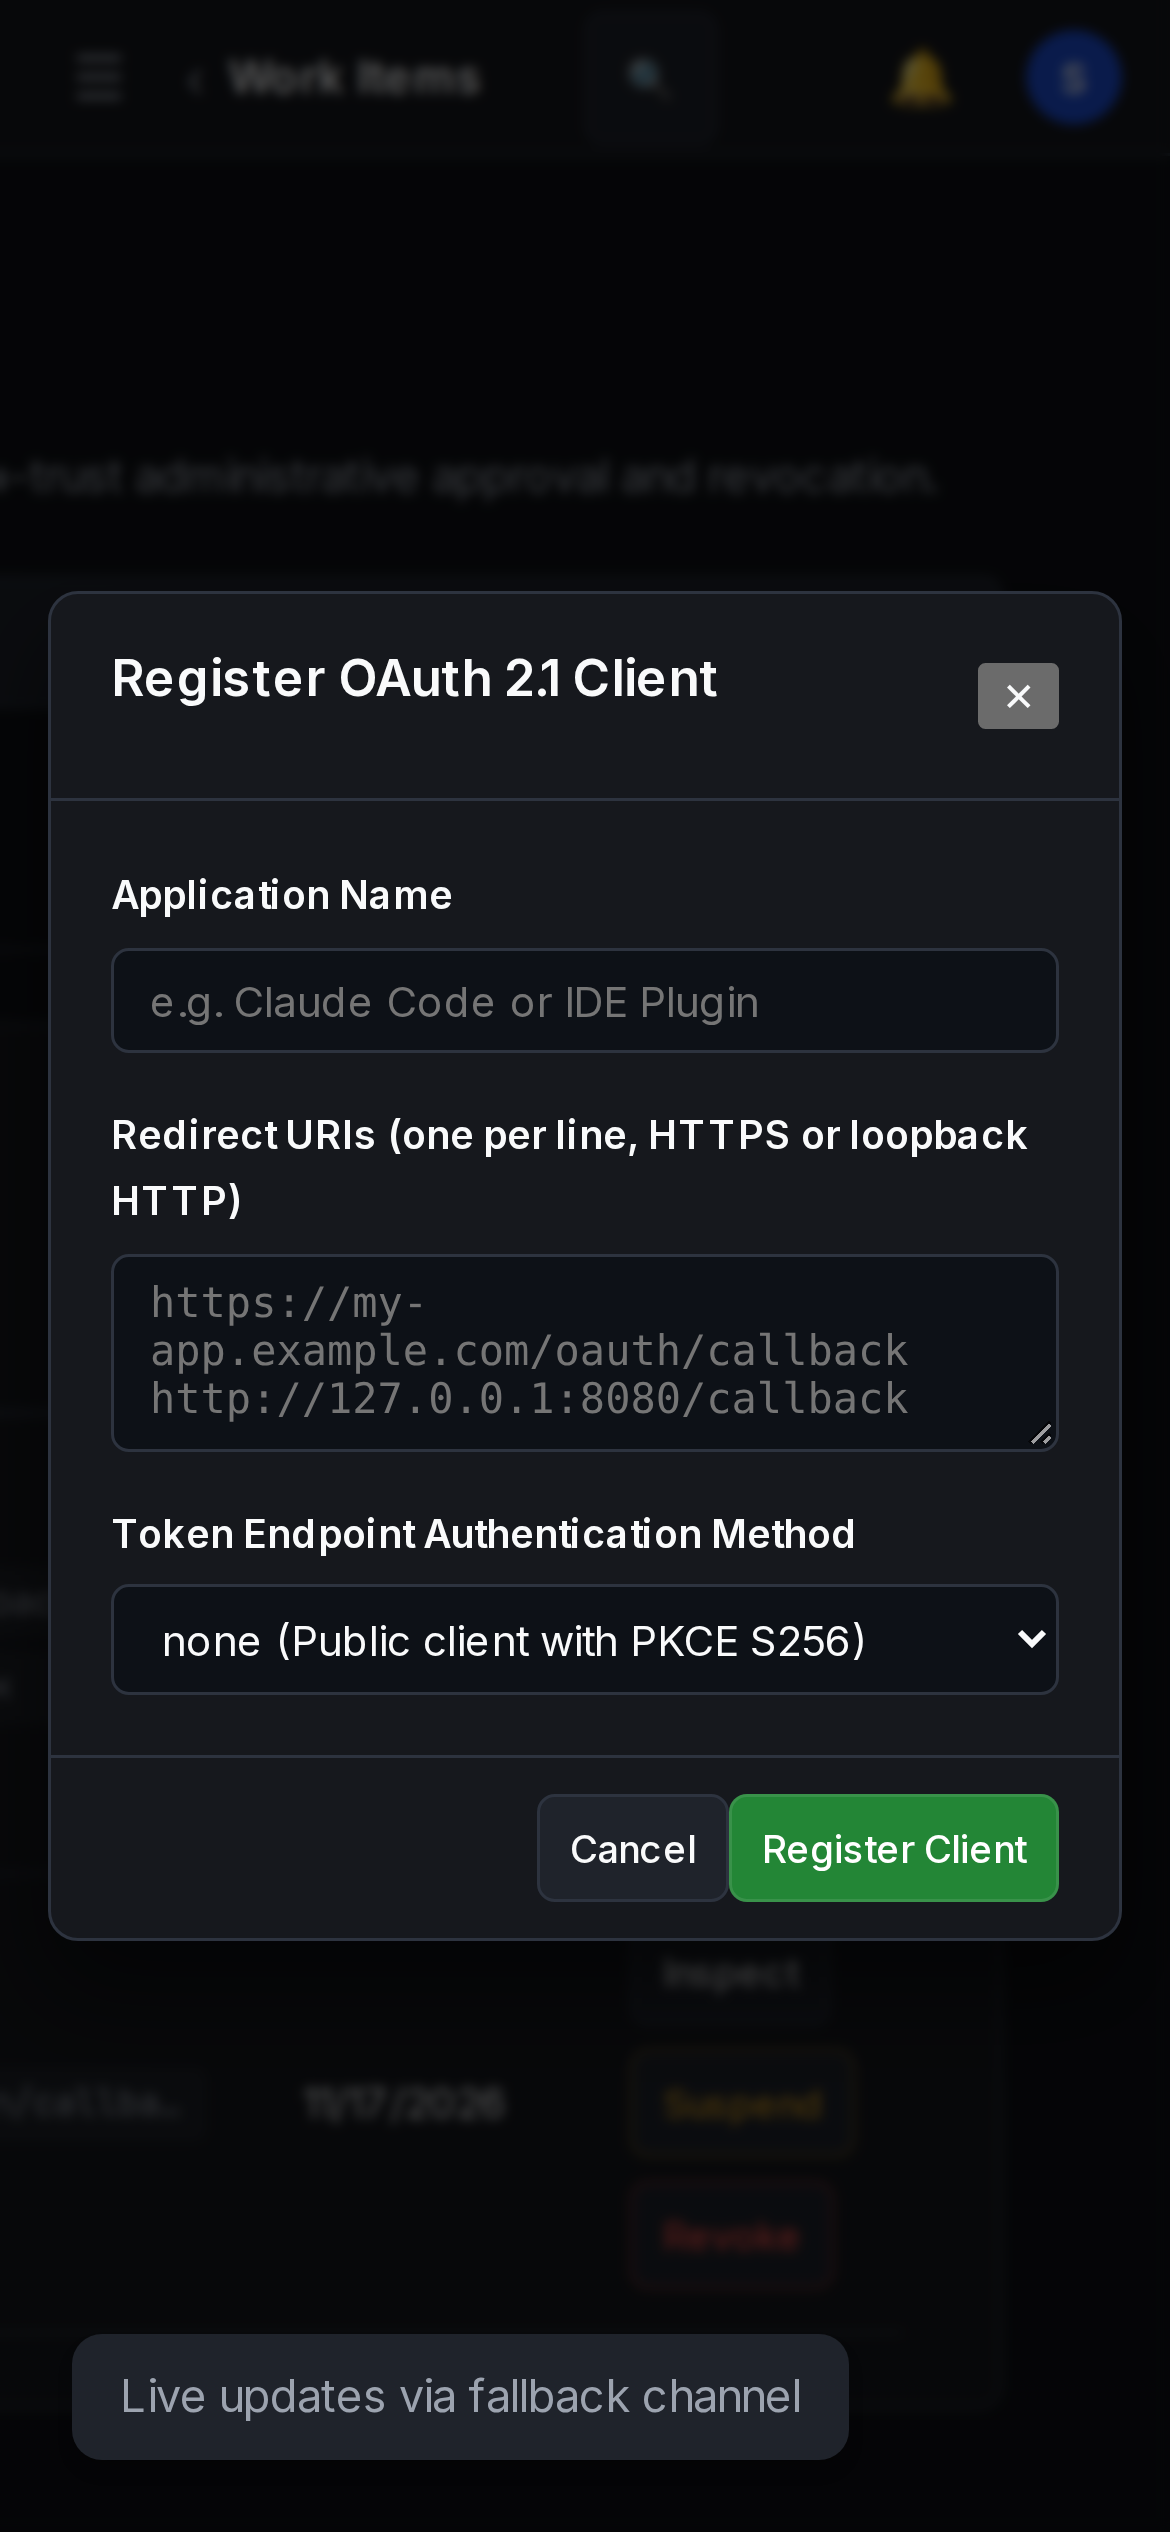 ‹ Work Items
S
-trust administrative approval and revocation.
Register OAuth 2.1 Client
✕
Application Name
e.g. Claude Code or IDE Plugin
Redirect URIs (one per line, HTTPS or loopback
HTTP)
https://my-
app.example.com/oauth/callback
http://127.0.0.1:8080/callback
Token Endpoint Authentication Method
none (Public client with PKCE S256)
Cancel
Register Client
Inspect
/callba…
11/17/2026
Suspend
Revoke
Live updates via fallback channel